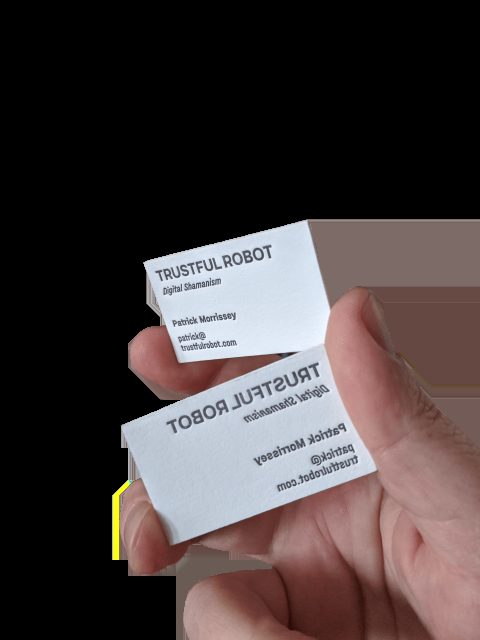 TRUSTFUL ROBOT
Digital Shamanism
Patrick Morrissey
patrick@
trustfulrobot.com
TRUSTFUL ROBOT
Digital Shamanism
Patrick Morrissey
patrick@
trustfulrobot.com